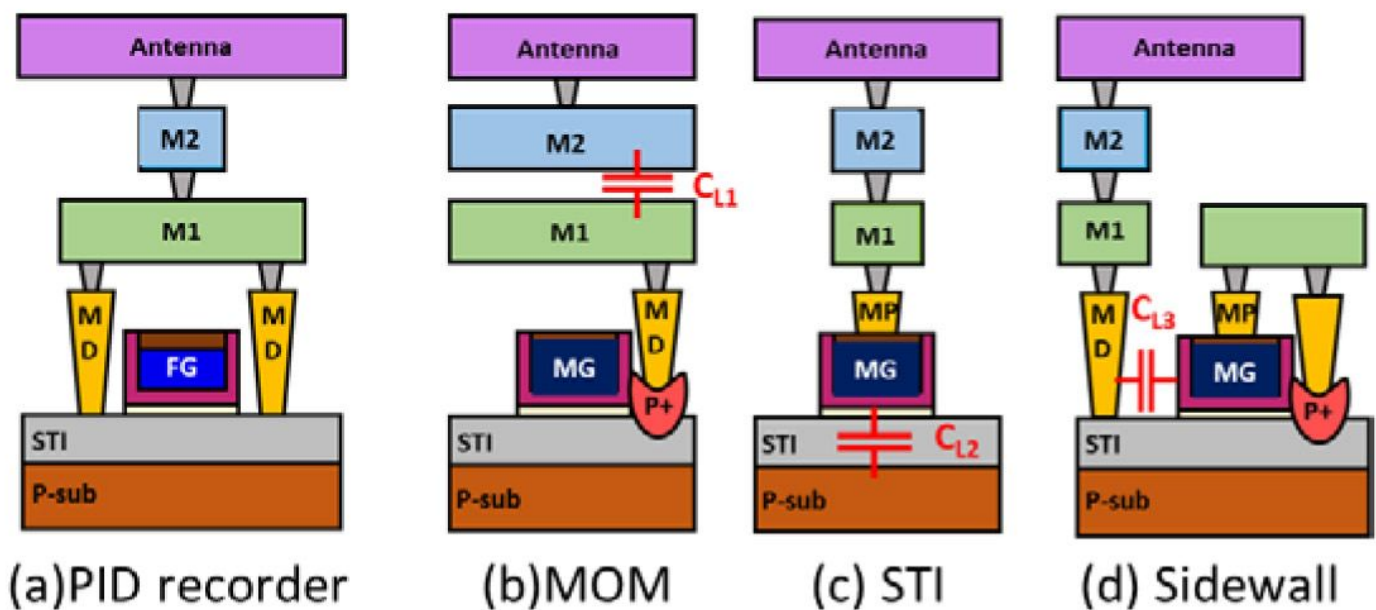 Antenna
M2
M1
M
D
FG
M
D
STI
P-sub
(a)PID recorder
Antenna
M2
CL1
M1
M
D
MG
P+
STI
P-sub
(b)MOM
Antenna
M2
M1
MP
MG
STI
CL2
P-sub
(c) STI
Antenna
M2
M1
M
D
CL3
MP
MG
P+
STI
P-sub
(d) Sidewall